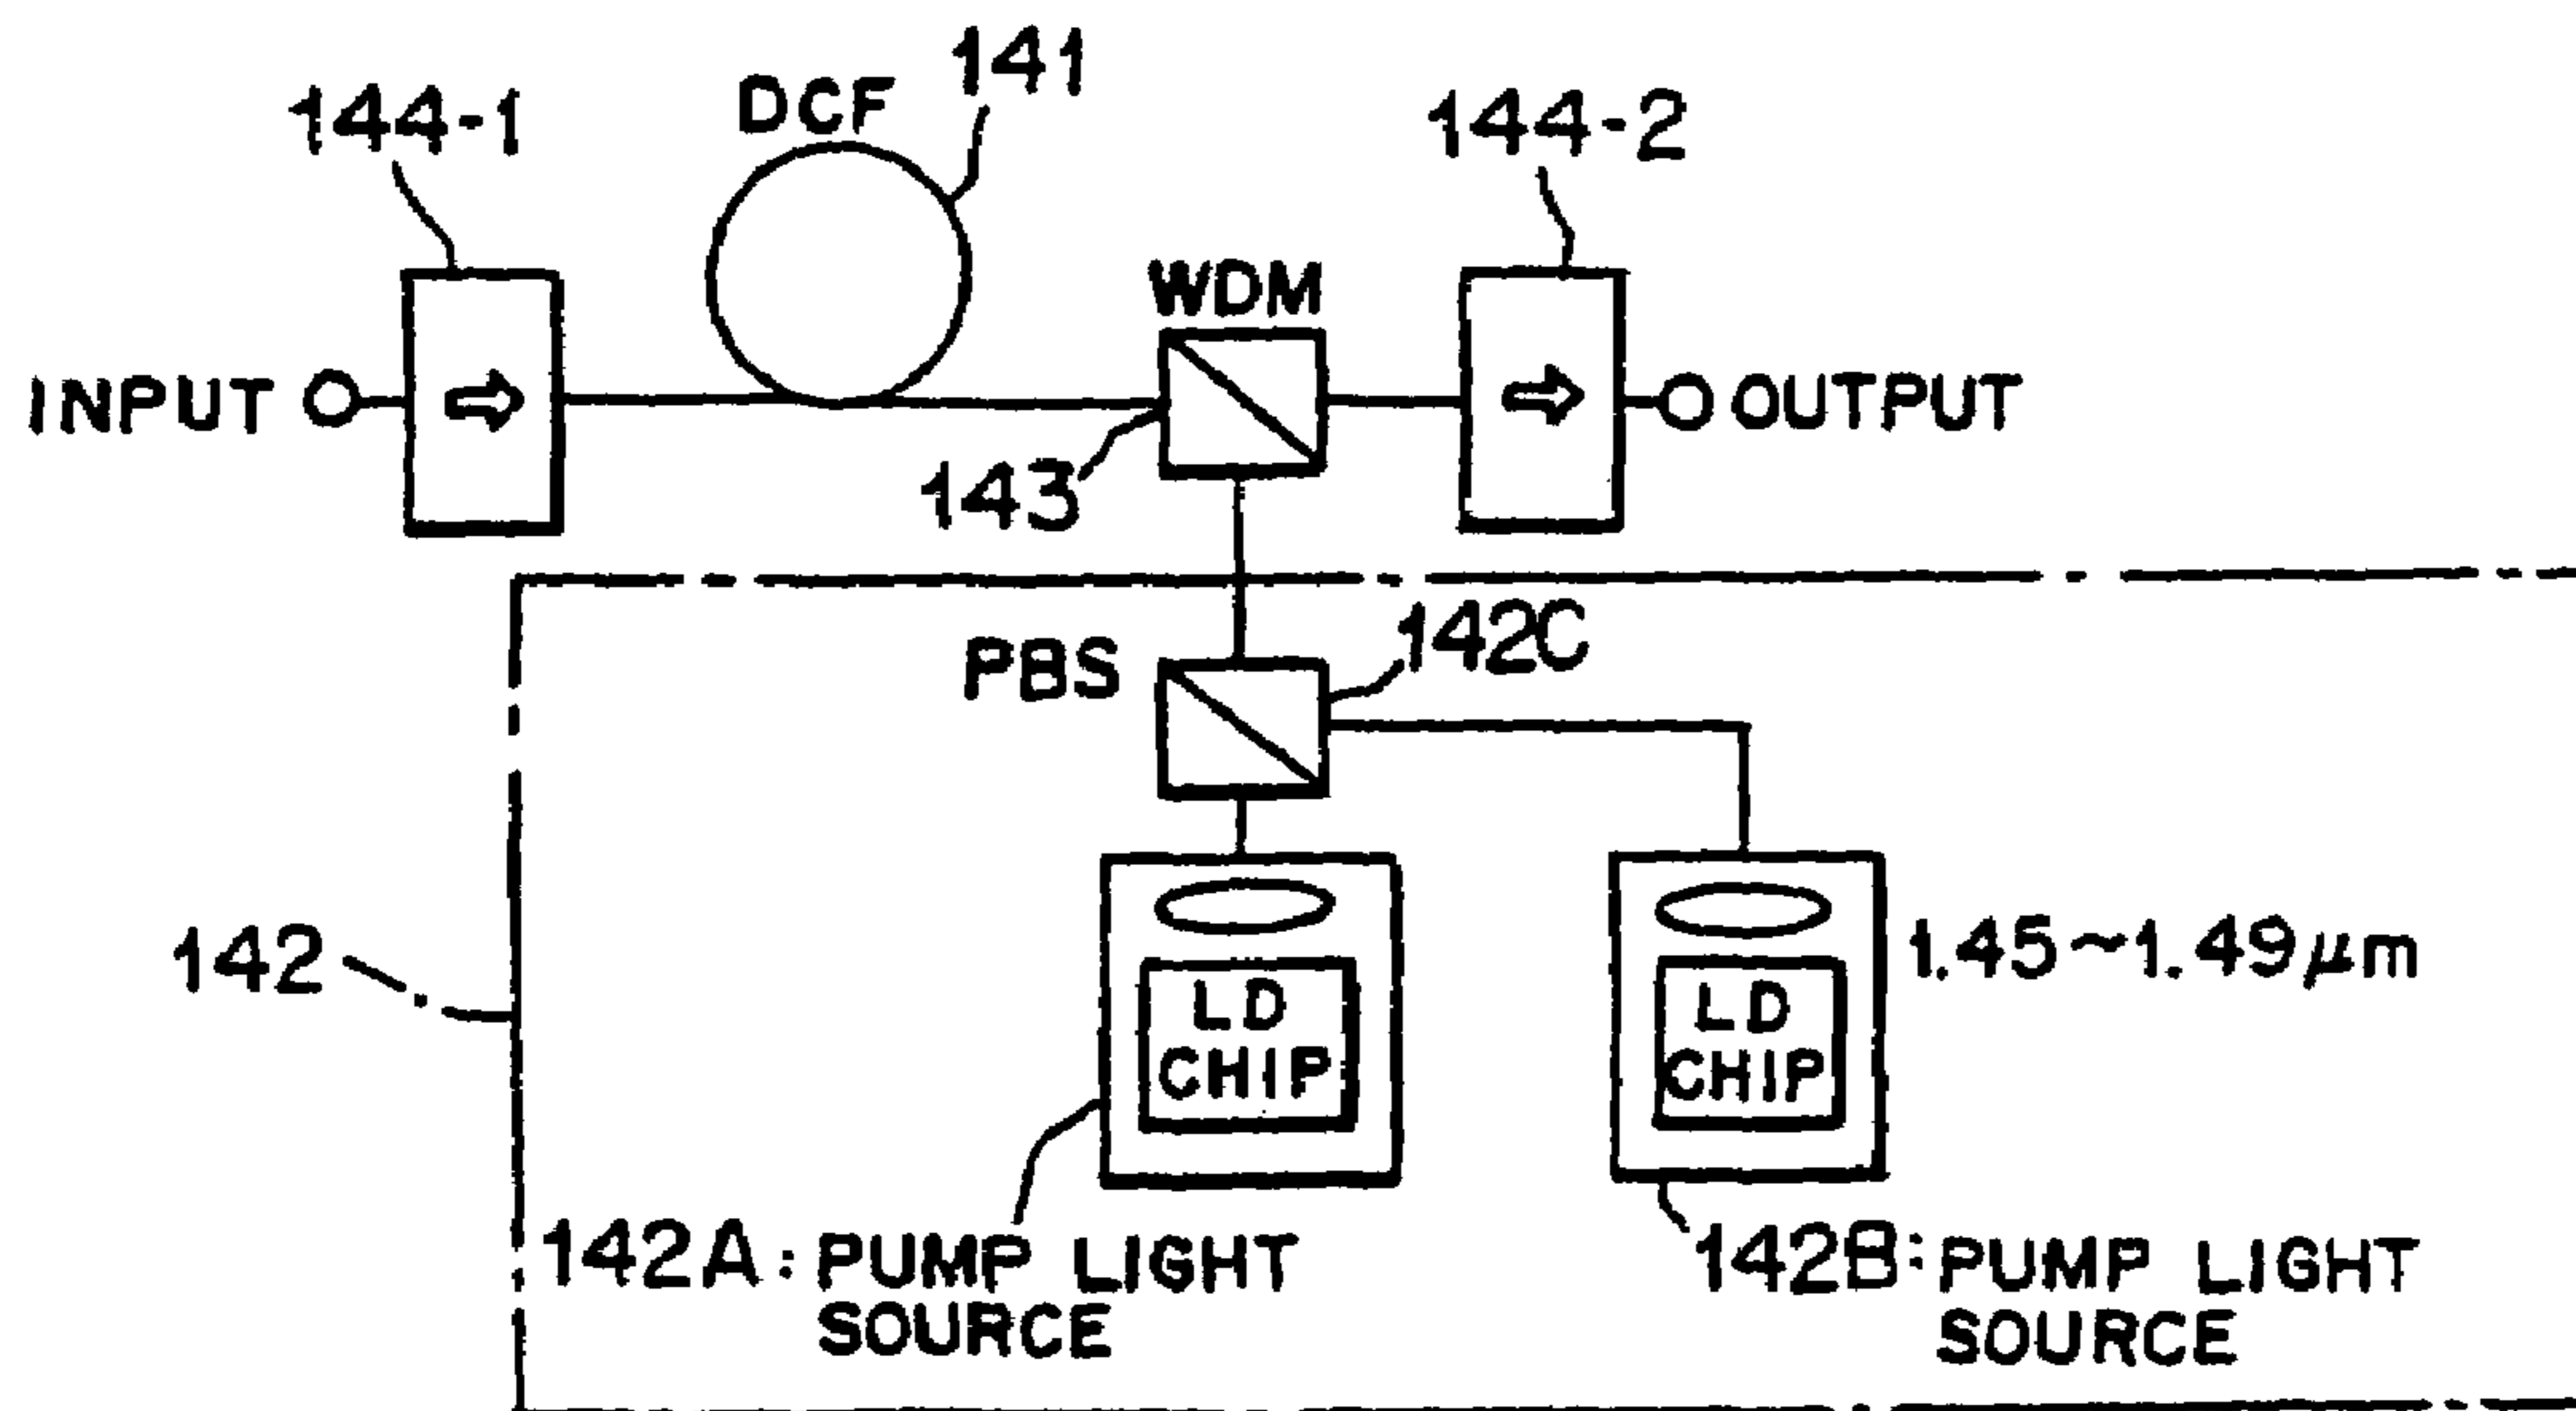 141
DCF
144-1
144-2
WDM
INPUT
OUTPUT
143
142C
PBS
142
1.45~1.49μm
LD
CHIP
LD
CHIP
142A: PUMP LIGHT
SOURCE
142B: PUMP LIGHT
SOURCE